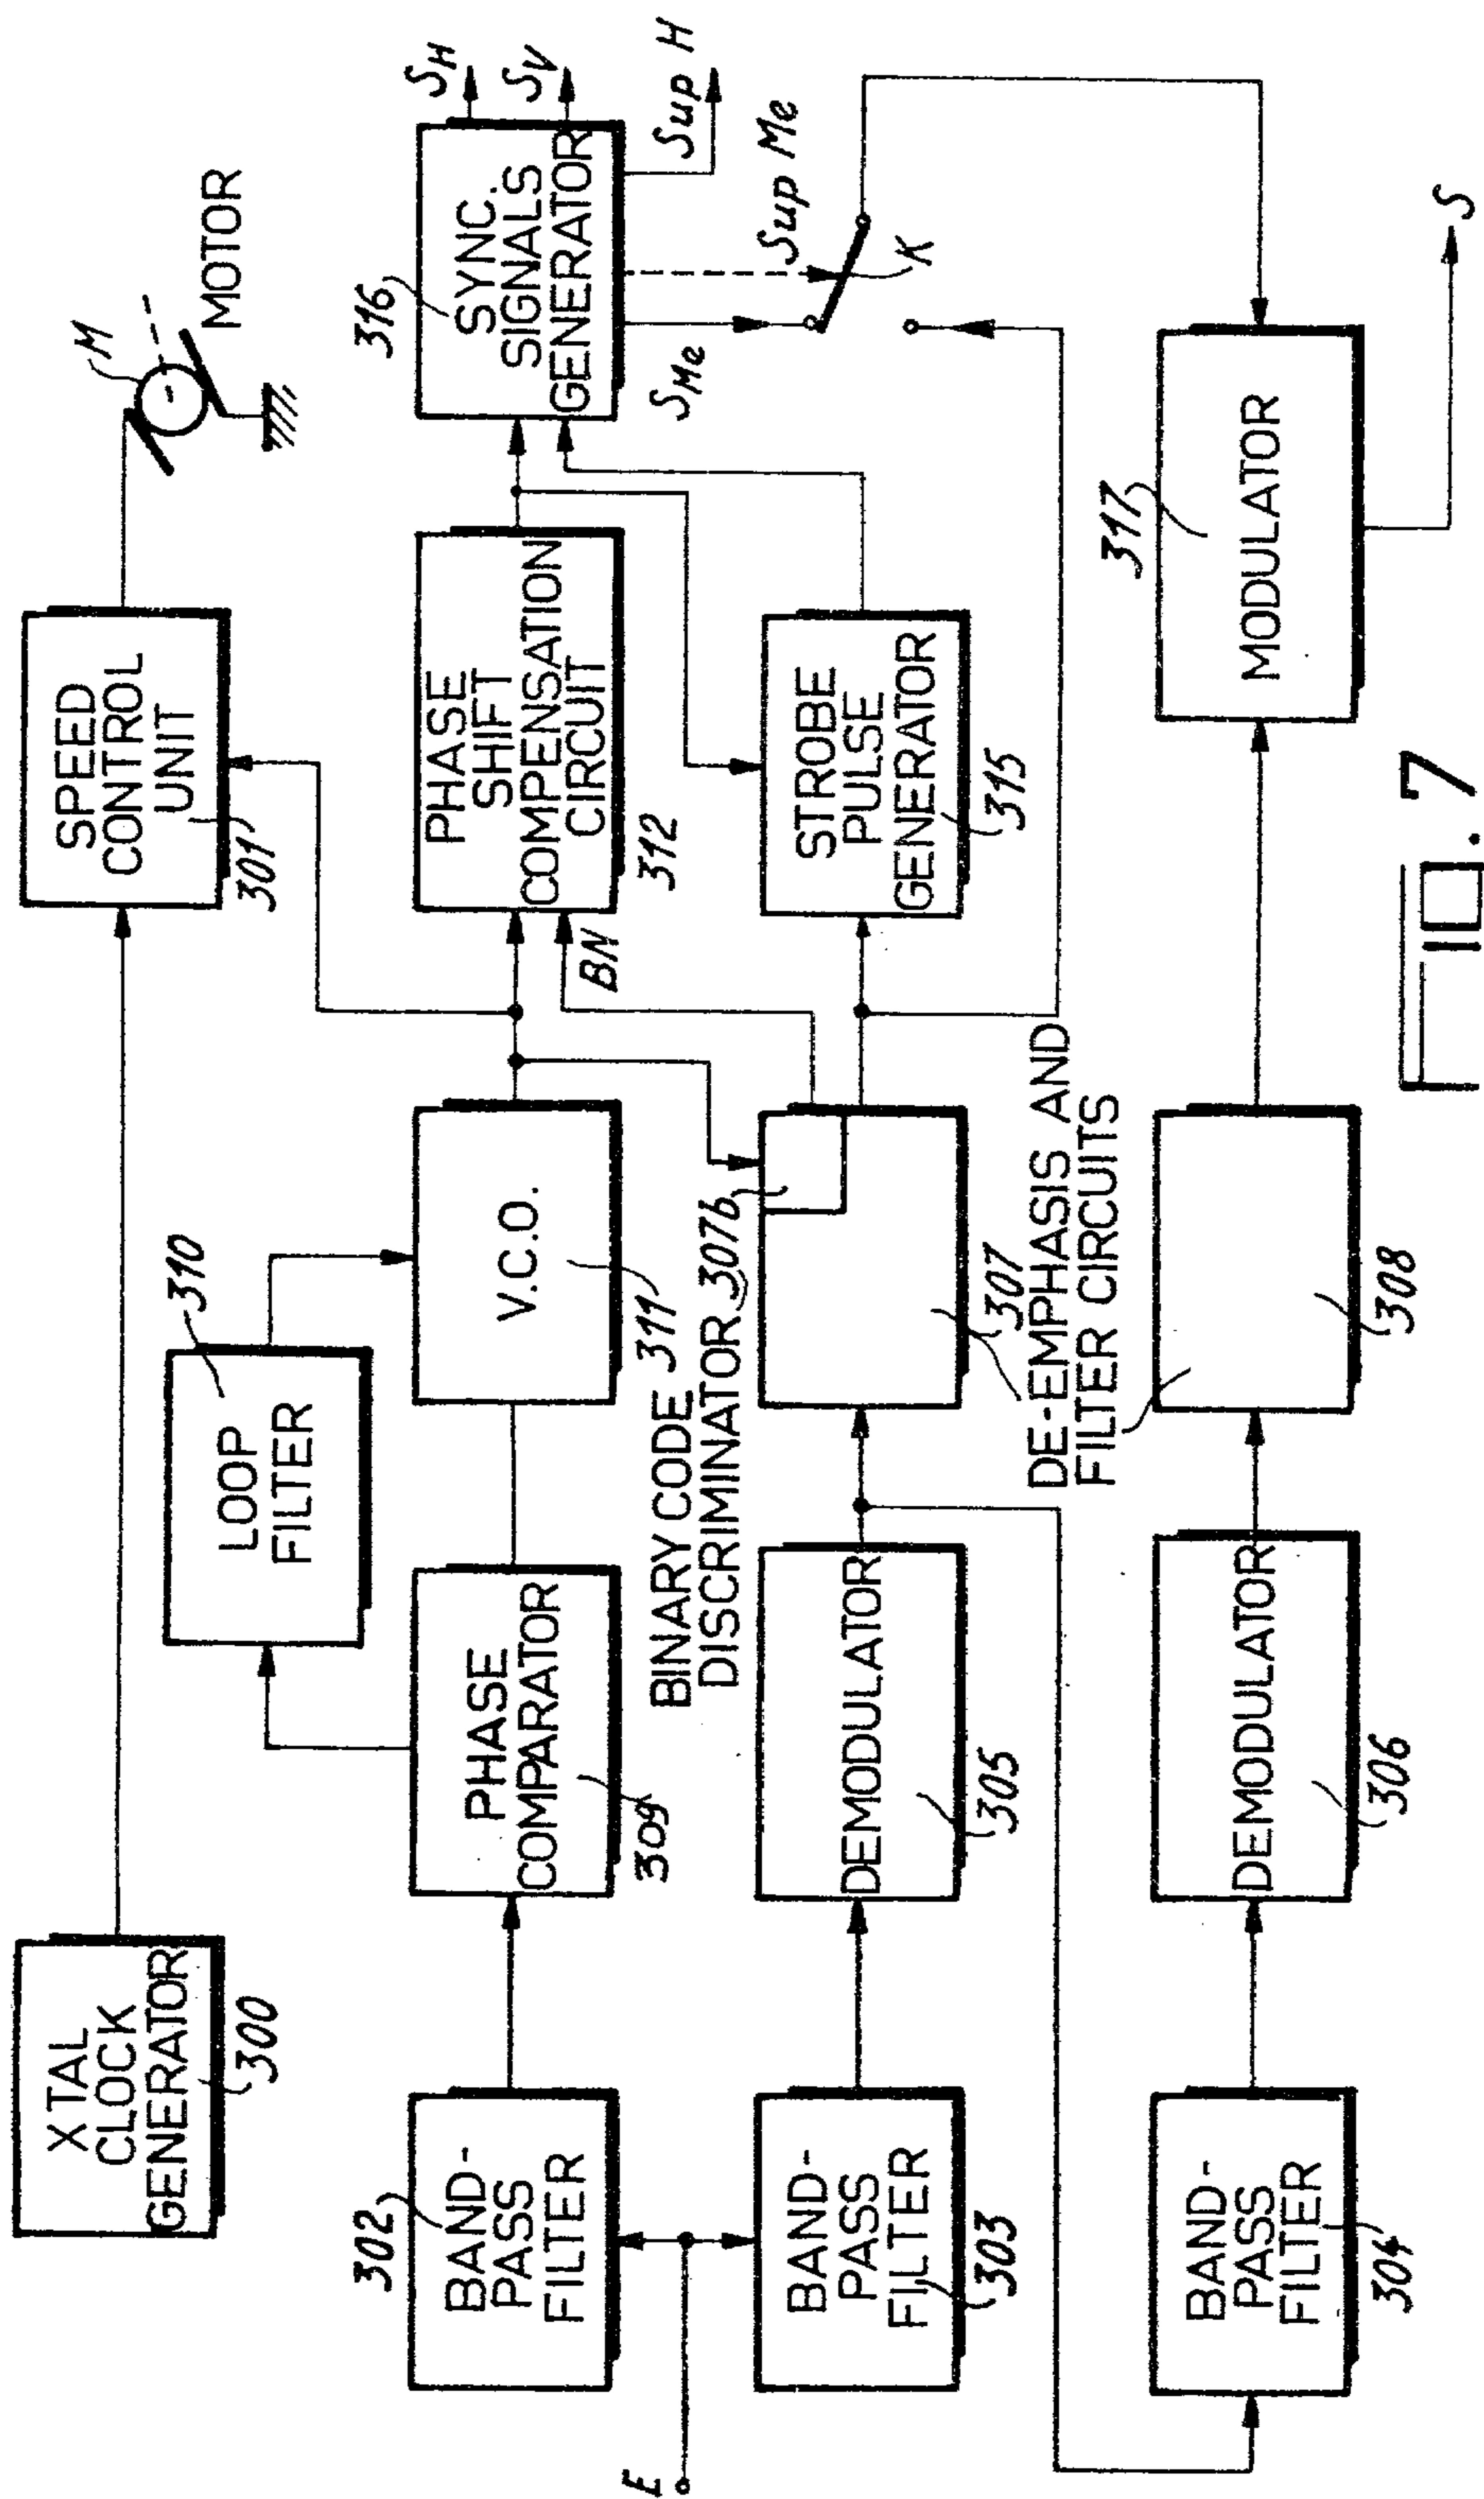 XTAL
CLOCK
GENERATOR
300
SPEED
CONTROL
UNIT
301
M
MOTOR
LOOP
FILTER
310
302
BAND-
PASS
FILTER
PHASE
COMPARATOR
309
V.C.O.
311
BN
PHASE
SHIFT
COMPENSATION
CIRCUIT
312
316
SYNC.
SIGNALS
GENERATOR
SH
SV
Sup H
Sup Me
SMe
K
E
BAND-
PASS
FILTER
303
DEMODULATOR
305
BINARY CODE
DISCRIMINATOR 307b
307
DE-EMPHASIS AND
FILTER CIRCUITS
STROBE
PULSE
GENERATOR
315
BAND-
PASS
FILTER
304
DEMODULATOR
306
308
317
MODULATOR
S
FIG. 7